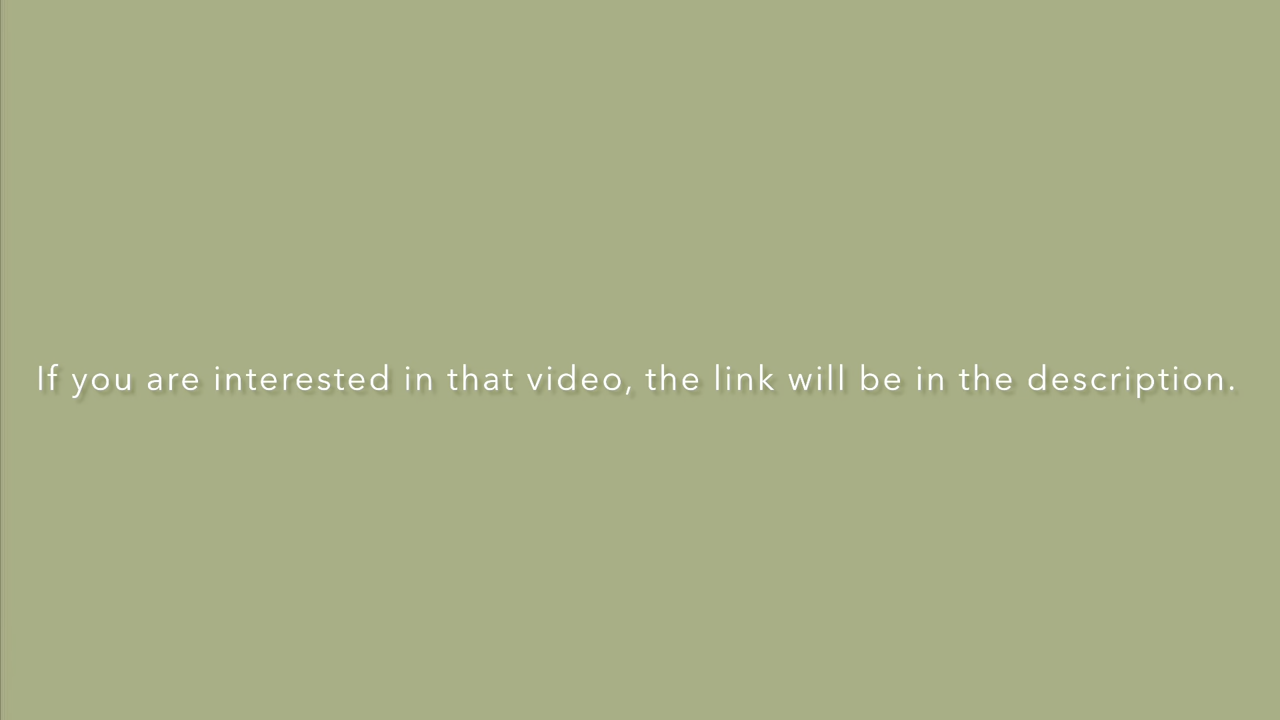 If you are interested in that video, the link will be in the description.